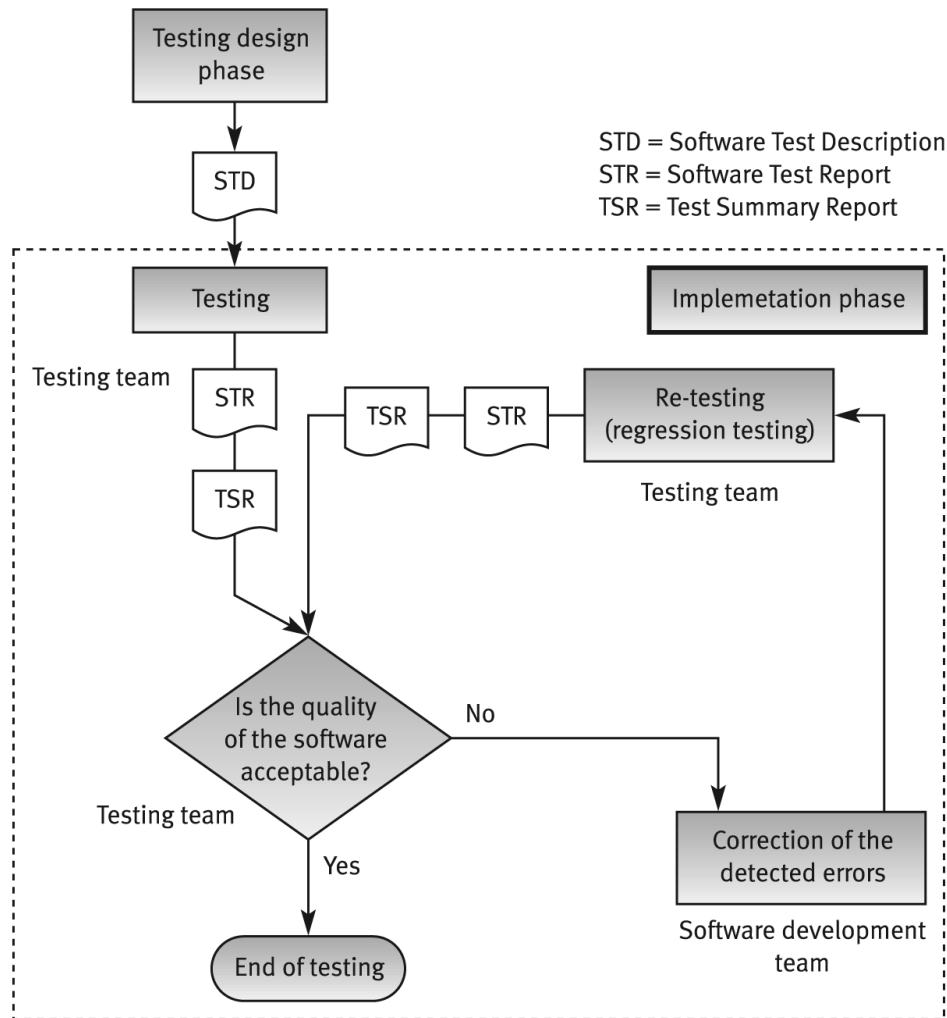 Testing design
phase
STD
STD = Software Test Description
STR = Software Test Report
TSR = Test Summary Report
Testing
Implemetation phase
Testing team
STR
TSR
TSR
STR
Re-testing
(regression testing)
Testing team
Is the quality
of the software
acceptable?
No
Testing team
Yes
Correction of the
detected errors
Software development
team
End of testing